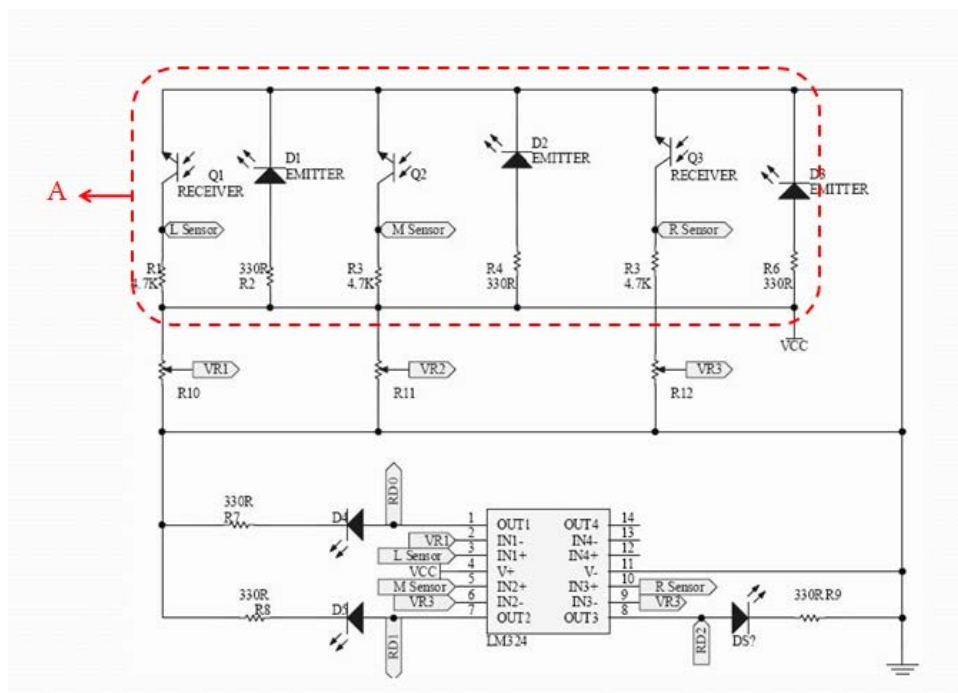 A
D1
EMITTER
D2
EMITTER
D3
EMITTER
Q1
RECEIVER
Q2
Q3
RECEIVER
L Sensor
M Sensor
R Sensor
R1
4.7K
330R
R2
R3
4.7K
R4
330R
R3
4.7K
R6
330R
VCC
VR1
VR2
VR3
R10
R11
R12
RD0
330R
R7
D4
1
OUT1
OUT4
14
VR1
2
IN1-
IN4-
13
L Sensor
3
IN1+
IN4+
12
VCC
4
V+
V-
11
M Sensor
5
IN2+
IN3+
10
R Sensor
VR3
6
IN2-
IN3-
9
VR3
330R
R8
D5
7
OUT2
OUT3
8
330R R9
RD1
LM324
RD2
DS?